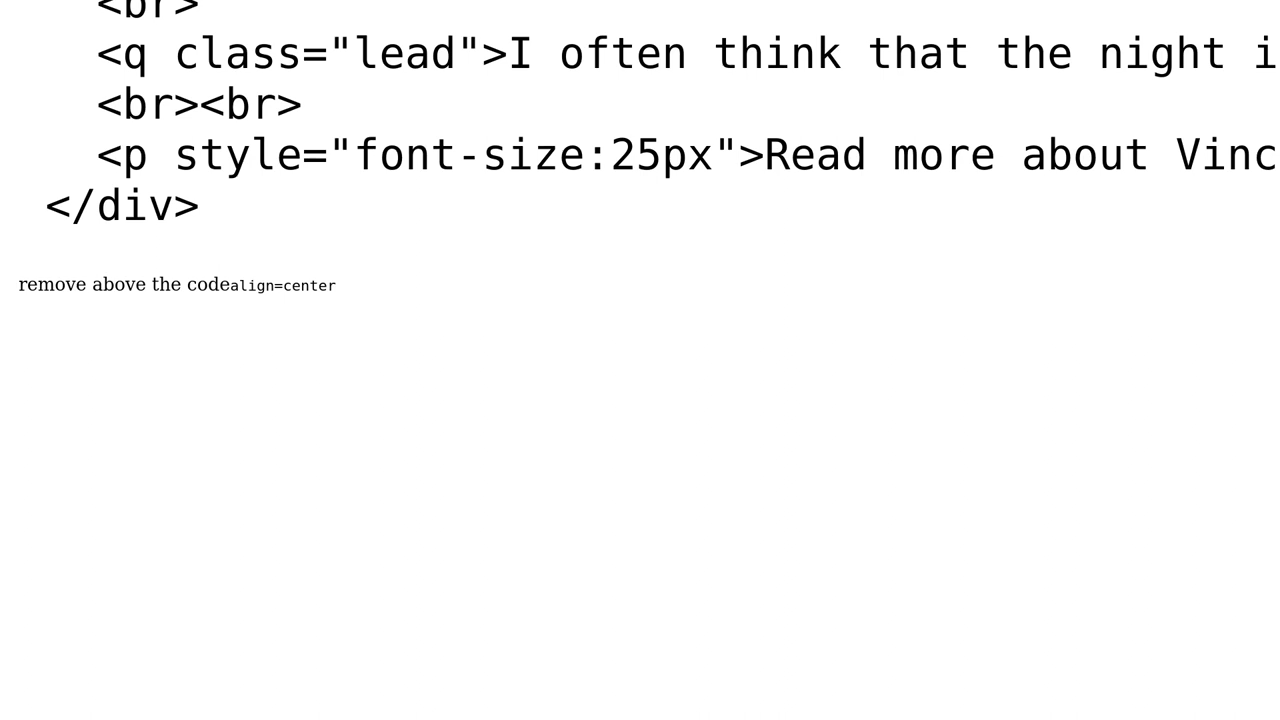 <br>
<q class="lead">I often think that the night i
<br><br>
<p style="font-size:25px">Read more about Vinc
</div>
remove above the codealign=center